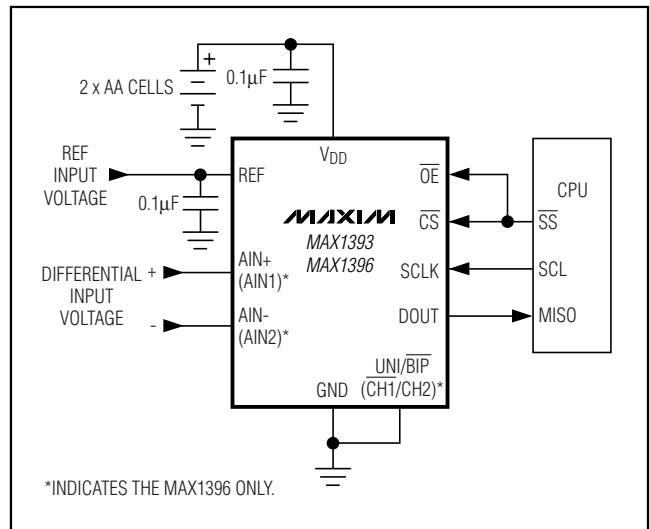 +
2 x AA CELLS
0.1μF
VDD
REF
INPUT
VOLTAGE
REF
0.1μF
MAXIM
MAX1393
MAX1396
OE
CS
SCLK
DOUT
CPU
SS
SCL
MISO
DIFFERENTIAL +
INPUT
VOLTAGE
-
AIN+
(AIN1)*
AIN-
(AIN2)*
UNI/BIP
(CH1/CH2)*
GND
*INDICATES THE MAX1396 ONLY.